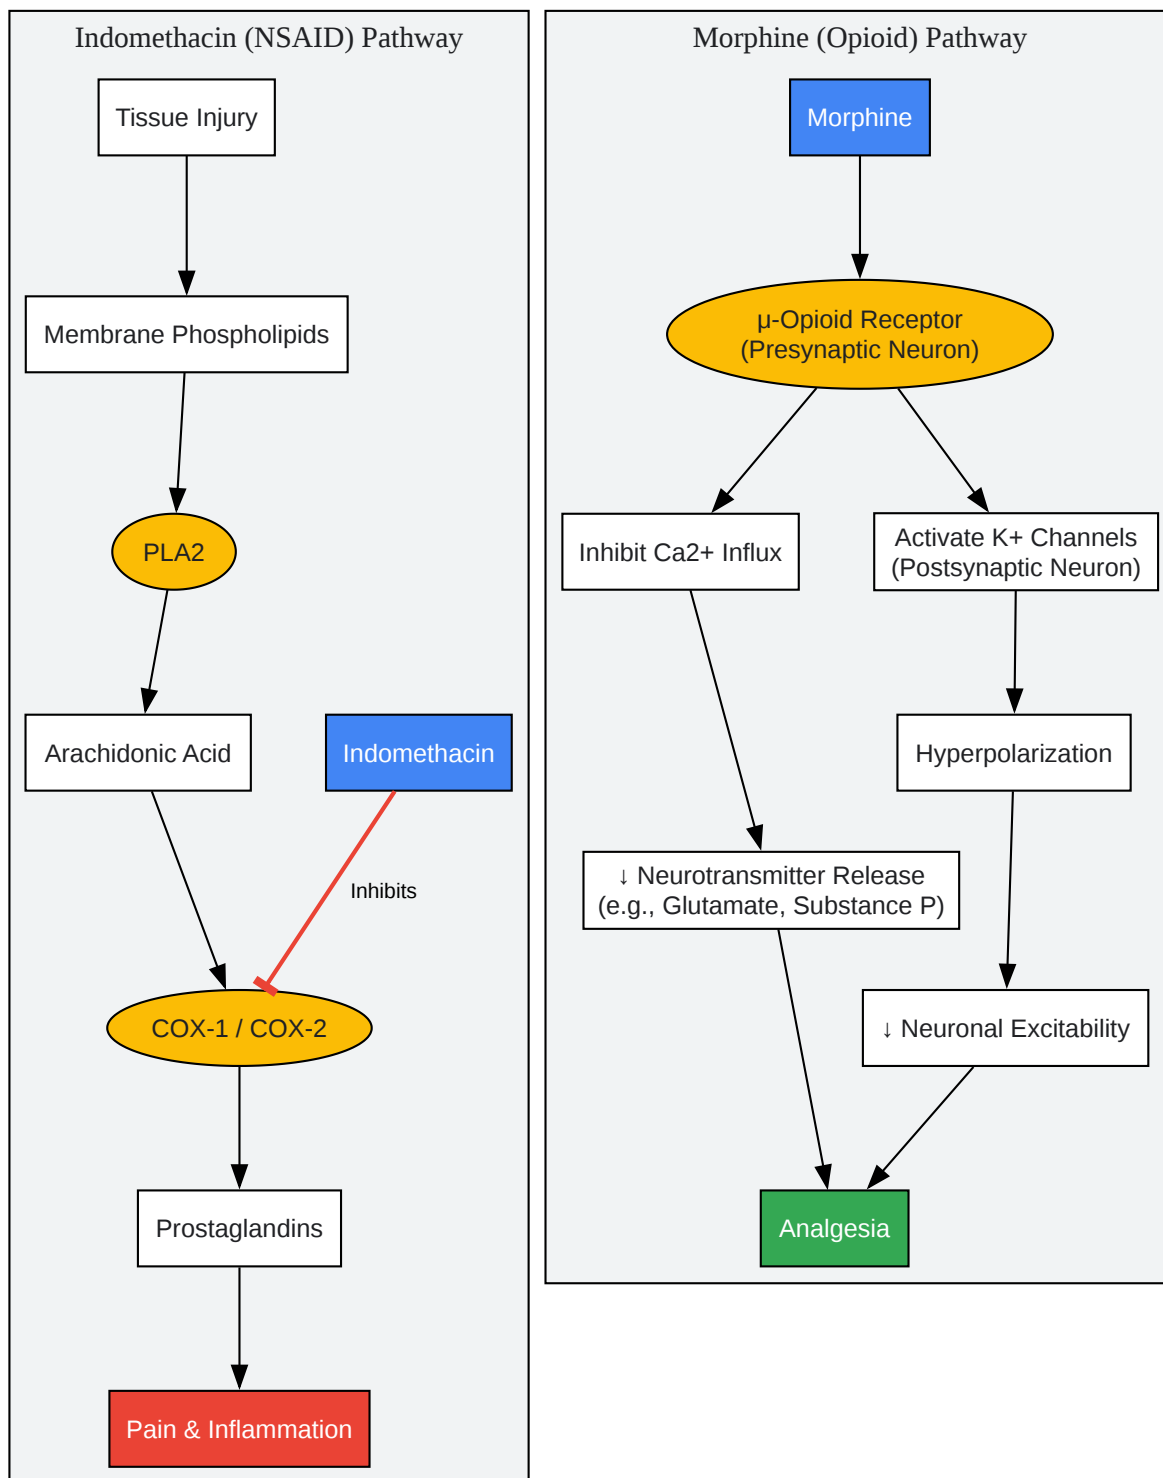 Indomethacin (NSAID) Pathway
Tissue Injury
Membrane Phospholipids
PLA2
Arachidonic Acid
Indomethacin
Inhibits
COX-1 / COX-2
Prostaglandins
Pain & Inflammation
Morphine (Opioid) Pathway
Morphine
μ-Opioid Receptor
(Presynaptic Neuron)
Inhibit Ca2+ Influx
Activate K+ Channels
(Postsynaptic Neuron)
Hyperpolarization
↓ Neurotransmitter Release
(e.g., Glutamate, Substance P)
↓ Neuronal Excitability
Analgesia